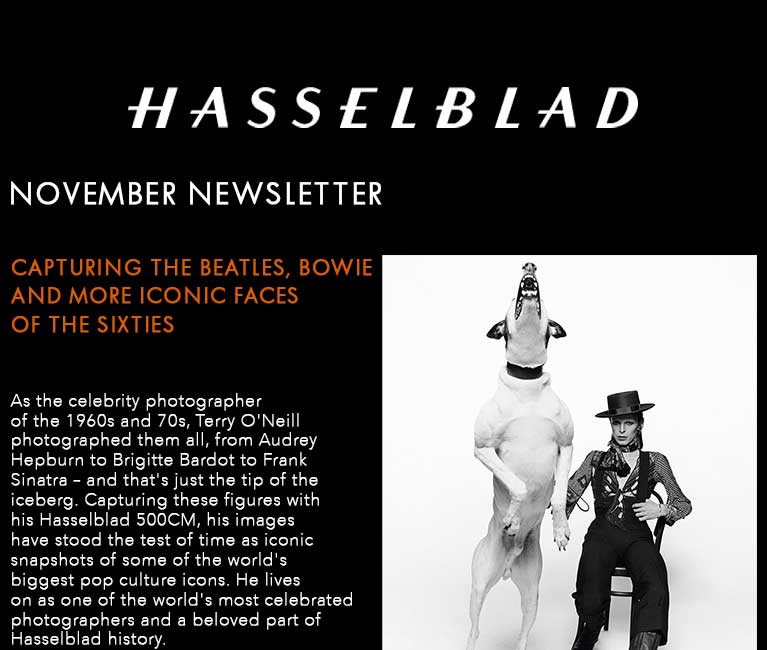 HASSELBLAD
NOVEMBER NEWSLETTER
CAPTURING THE BEATLES, BOWIE
AND MORE ICONIC FACES
OF THE SIXTIES
As the celebrity photographer
of the 1960s and 70s, Terry O'Neill
photographed them all, from Audrey
Hepburn to Brigitte Bardot to Frank
Sinatra – and that's just the tip of the
iceberg. Capturing these figures with
his Hasselblad 500CM, his images
have stood the test of time as iconic
snapshots of some of the world's
biggest pop culture icons. He lives
on as one of the world's most celebrated
photographers and a beloved part of
Hasselblad history.